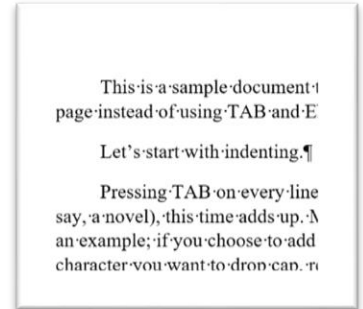 This is a sample document
page instead of using TAB and
Let's start with indenting.¶
Pressing TAB on every line
say, a novel), this time adds up.
an example; if you choose to add
character you want to drop can,